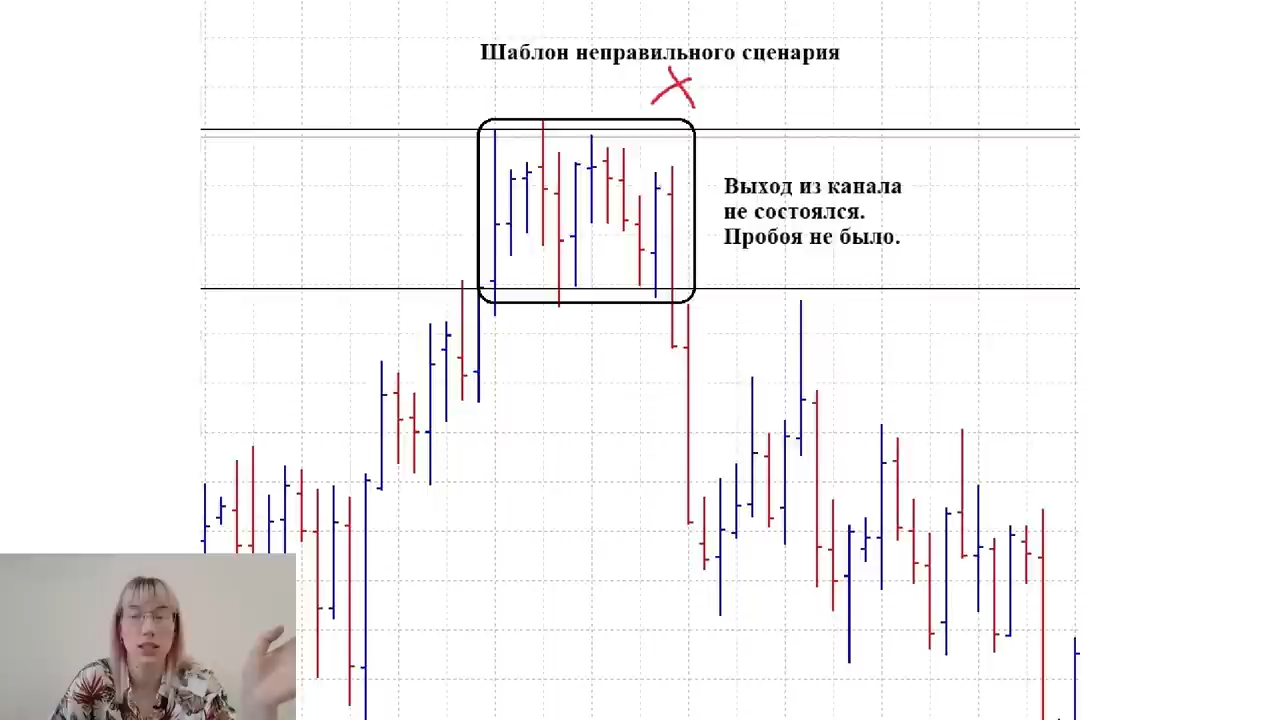 Шаблон неправильного сценария
Выход из канала
не состоялся.
Пробоя не было.